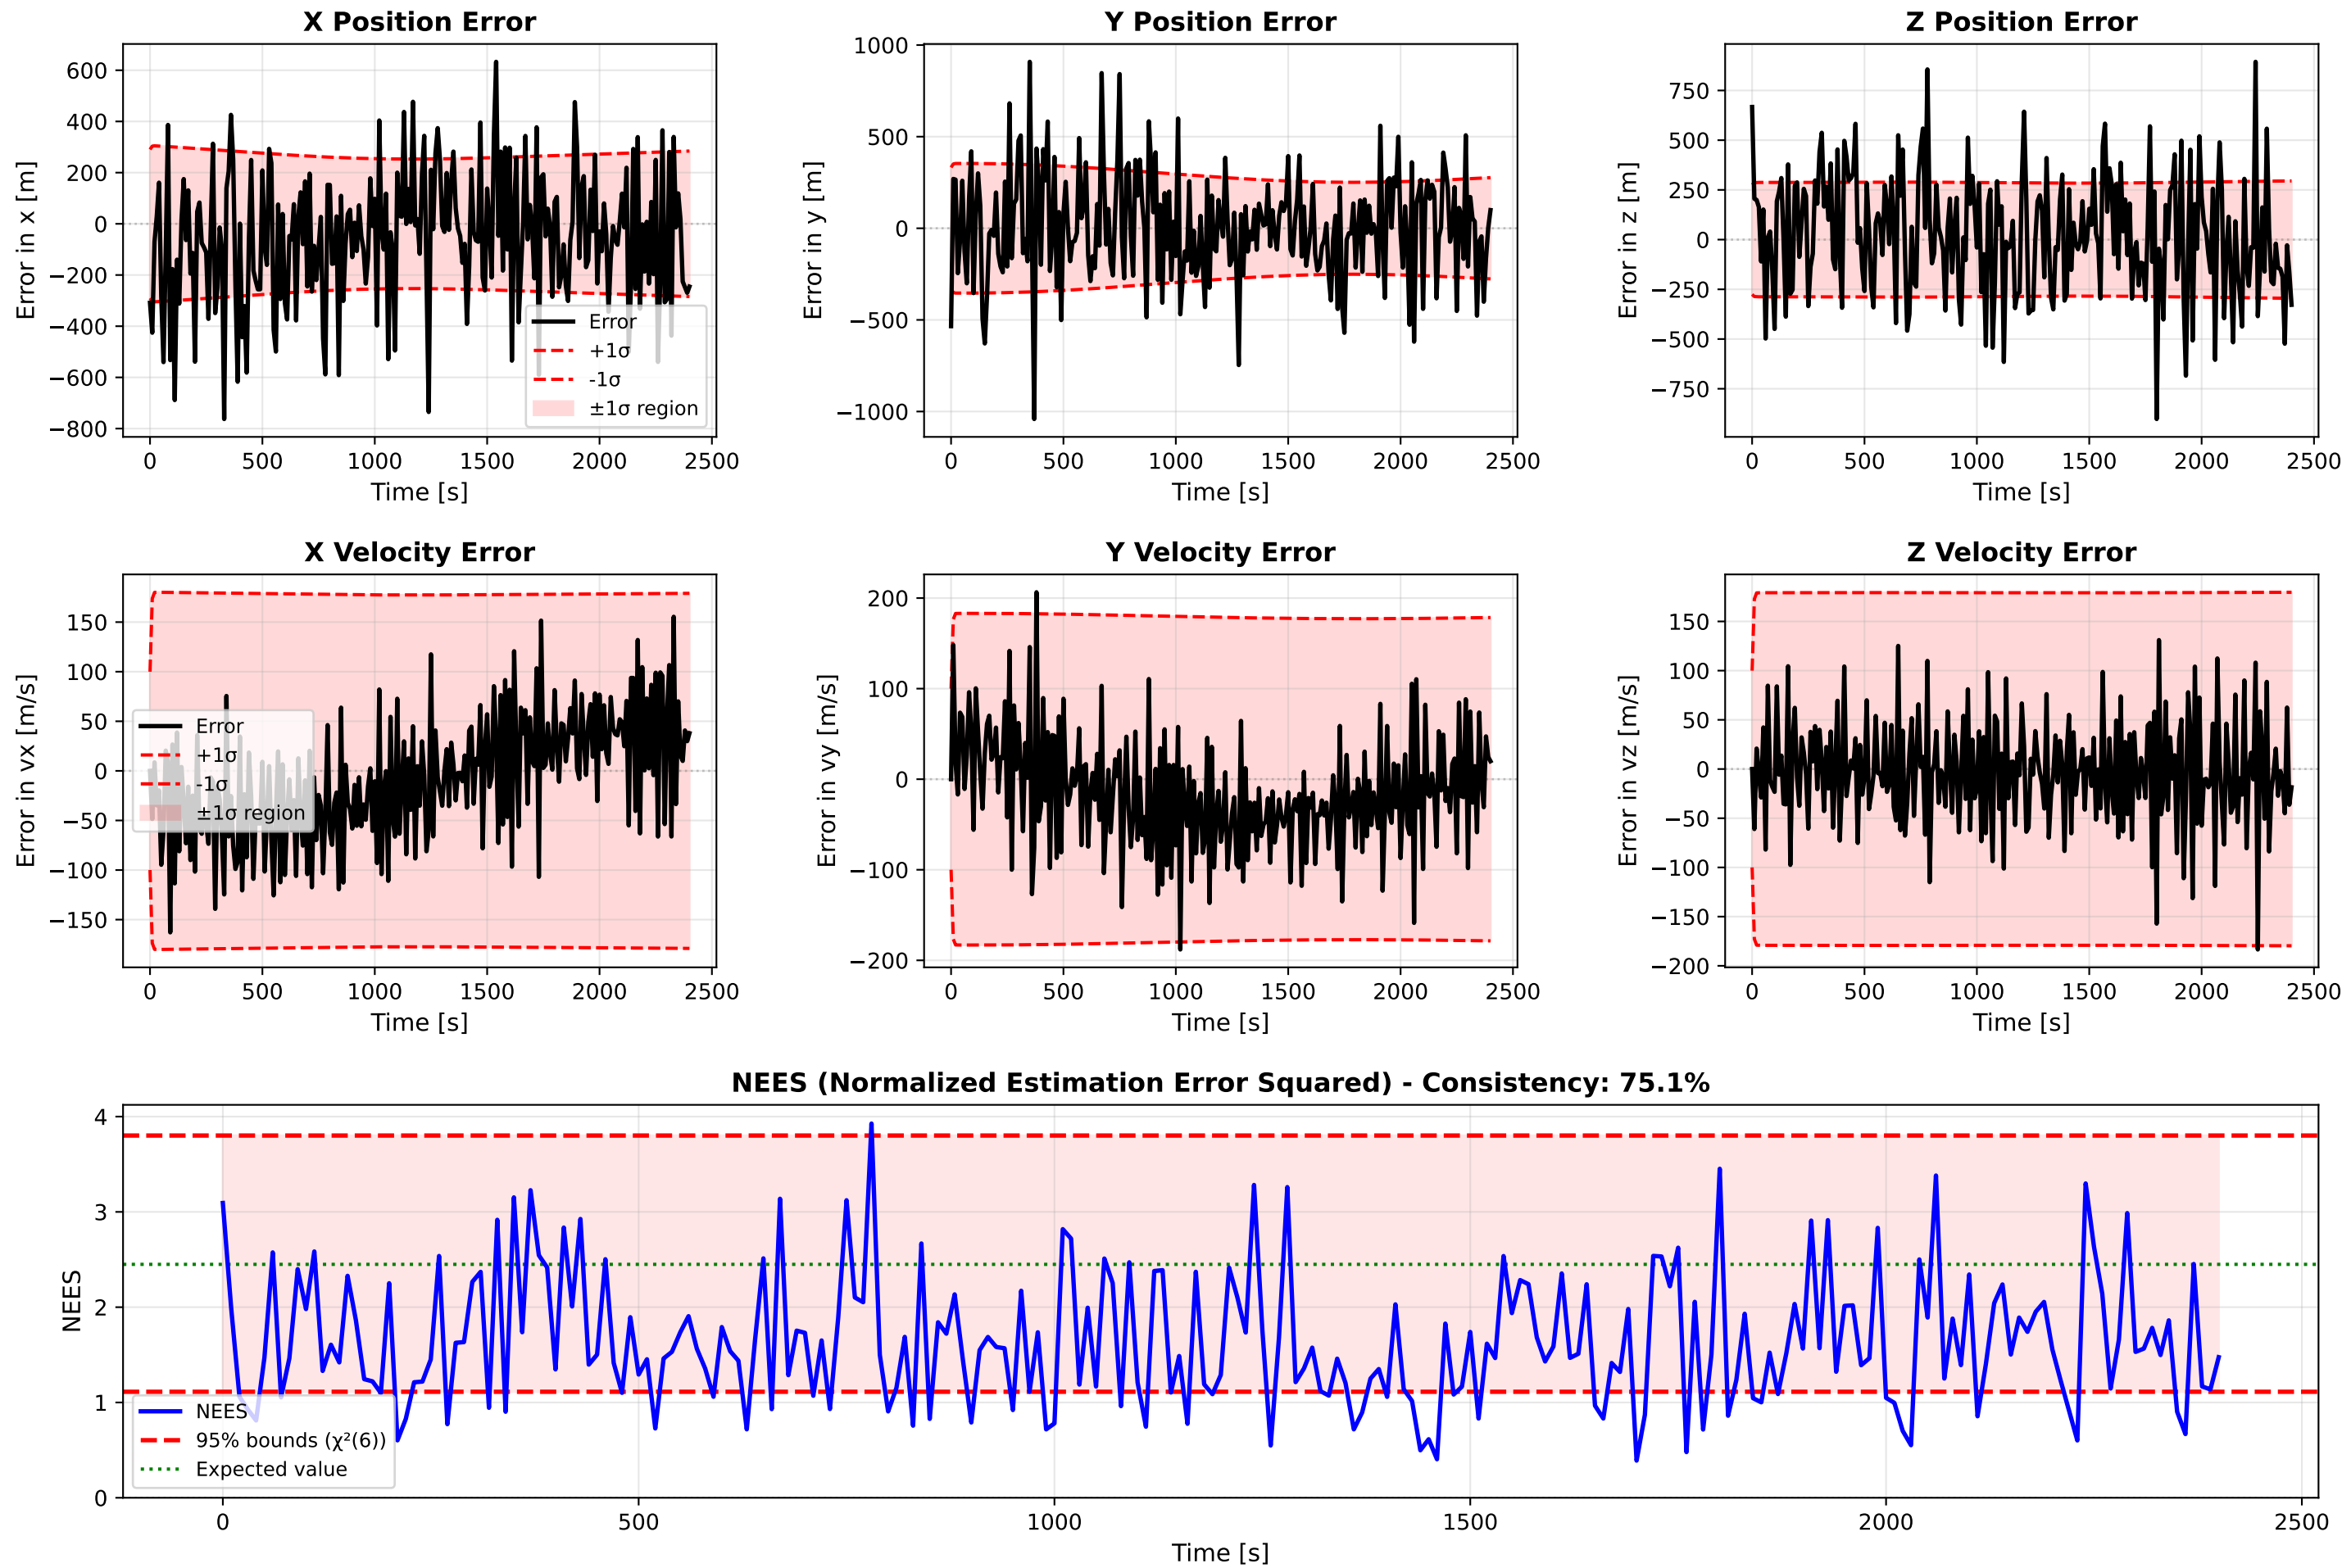 X Position Error
Error in x [m]
600
400
200
0
−200
−400
−600
−800
0 500 1000 1500 2000 2500
Time [s]
Error
+1σ
-1σ
±1σ region
Y Position Error
Error in y [m]
1000
500
0
−500
−1000
0 500 1000 1500 2000 2500
Time [s]
Z Position Error
Error in z [m]
750
500
250
0
−250
−500
−750
0 500 1000 1500 2000 2500
Time [s]
X Velocity Error
Error in vx [m/s]
150
100
50
0
−50
−100
−150
0 500 1000 1500 2000 2500
Time [s]
Error
+1σ
-1σ
±1σ region
Y Velocity Error
Error in vy [m/s]
200
100
0
−100
−200
0 500 1000 1500 2000 2500
Time [s]
Z Velocity Error
Error in vz [m/s]
150
100
50
0
−50
−100
−150
−200
0 500 1000 1500 2000 2500
Time [s]
NEES (Normalized Estimation Error Squared) - Consistency: 75.1%
NEES
4
3
2
1
0
0 500 1000 1500 2000 2500
Time [s]
NEES
95% bounds (χ²(6))
Expected value